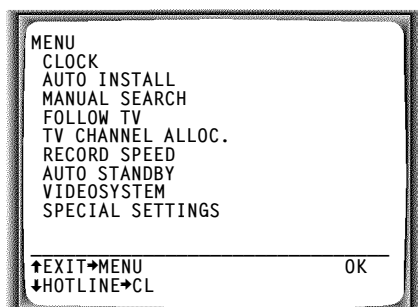 MENU
CLOCK
AUTO INSTALL
MANUAL SEARCH
FOLLOW TV
TV CHANNEL ALLOC.
RECORD SPEED
AUTO STANDBY
VIDEOSYSTEM
SPECIAL SETTINGS
↑EXIT→MENU OK
↓HOTLINE→CL